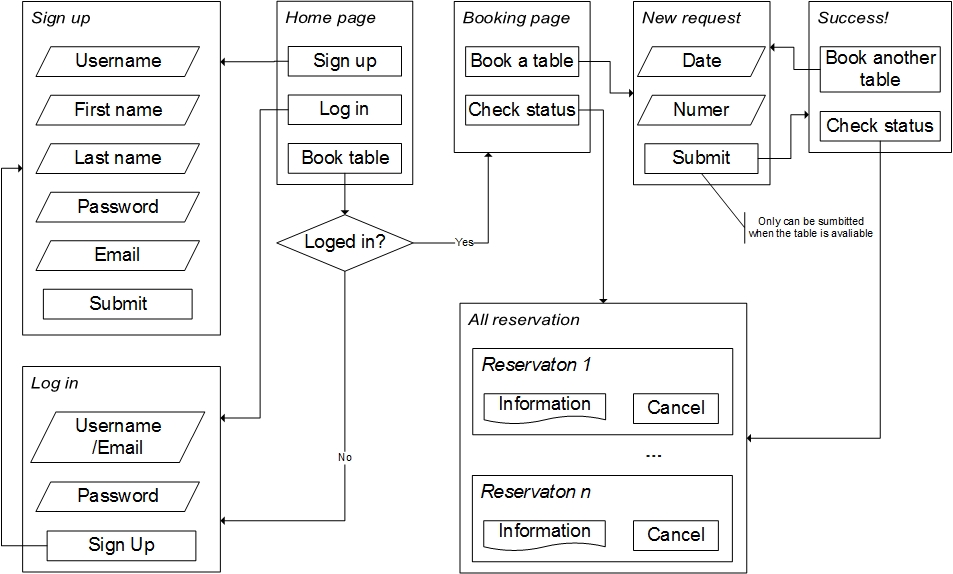 Sign up
Username
First name
Last name
Password
Email
Submit
Home page
Sign up
Log in
Book table
Loged in?
Yes
No
Booking page
Book a table
Check status
New request
Date
Numer
Submit
Only can be sumbitted
when the table is avaliable
Success!
Book another
table
Check status
Log in
Username
/Email
Password
Sign Up
All reservation
Reservaton 1
Information
Cancel
...
Reservaton n
Information
Cancel